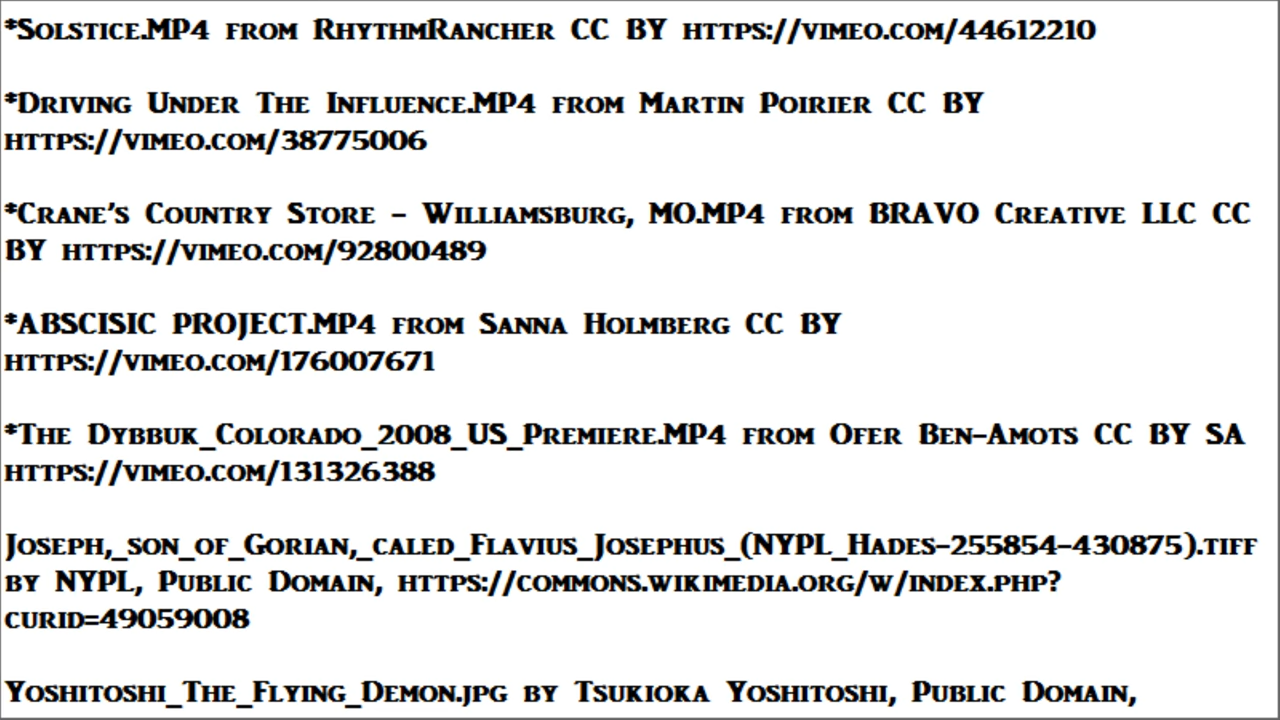 *Solstice.MP4 from RhythmRancher CC BY https://vimeo.com/44612210
*Driving Under The Influence.MP4 from Martin Poirier CC BY
https://vimeo.com/38775006
*Crane's Country Store - Williamsburg, MO.MP4 from BRAVO Creative LLC CC
BY https://vimeo.com/92800489
*ABSCISIC PROJECT.MP4 from Sanna Holmberg CC BY
https://vimeo.com/176007671
*The Dybbuk_Colorado_2008_US_Premiere.MP4 from Ofer Ben-Amots CC BY SA
https://vimeo.com/131326388
Joseph,_son_of_Gorian,_caled_Flavius_Josephus_(NYPL_Hades-255854-430875).tiff
by NYPL, Public Domain, https://commons.wikimedia.org/w/index.php?
curid=49059008
Yoshitoshi_The_Flying_Demon.jpg by Tsukioka Yoshitoshi, Public Domain,